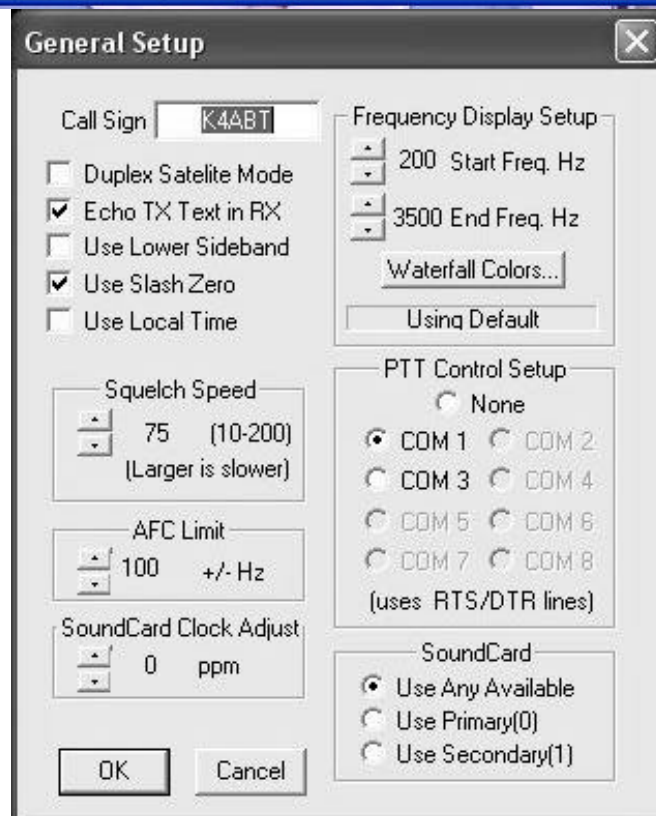 General Setup
Call Sign K4ABT
Duplex Satelite Mode
Echo TX Text in RX
Use Lower Sideband
Use Slash Zero
Use Local Time
Squelch Speed
75 (10-200)
(Larger is slower)
AFC Limit
100 +/- Hz
SoundCard Clock Adjust
0 ppm
OK Cancel
Frequency Display Setup
200 Start Freq. Hz
3500 End Freq. Hz
Waterfall Colors...
Using Default
PTT Control Setup
None
COM 1 COM 2
COM 3 COM 4
COM 5 COM 6
COM 7 COM 8
(uses RTS/DTR lines)
SoundCard
Use Any Available
Use Primary(0)
Use Secondary(1)